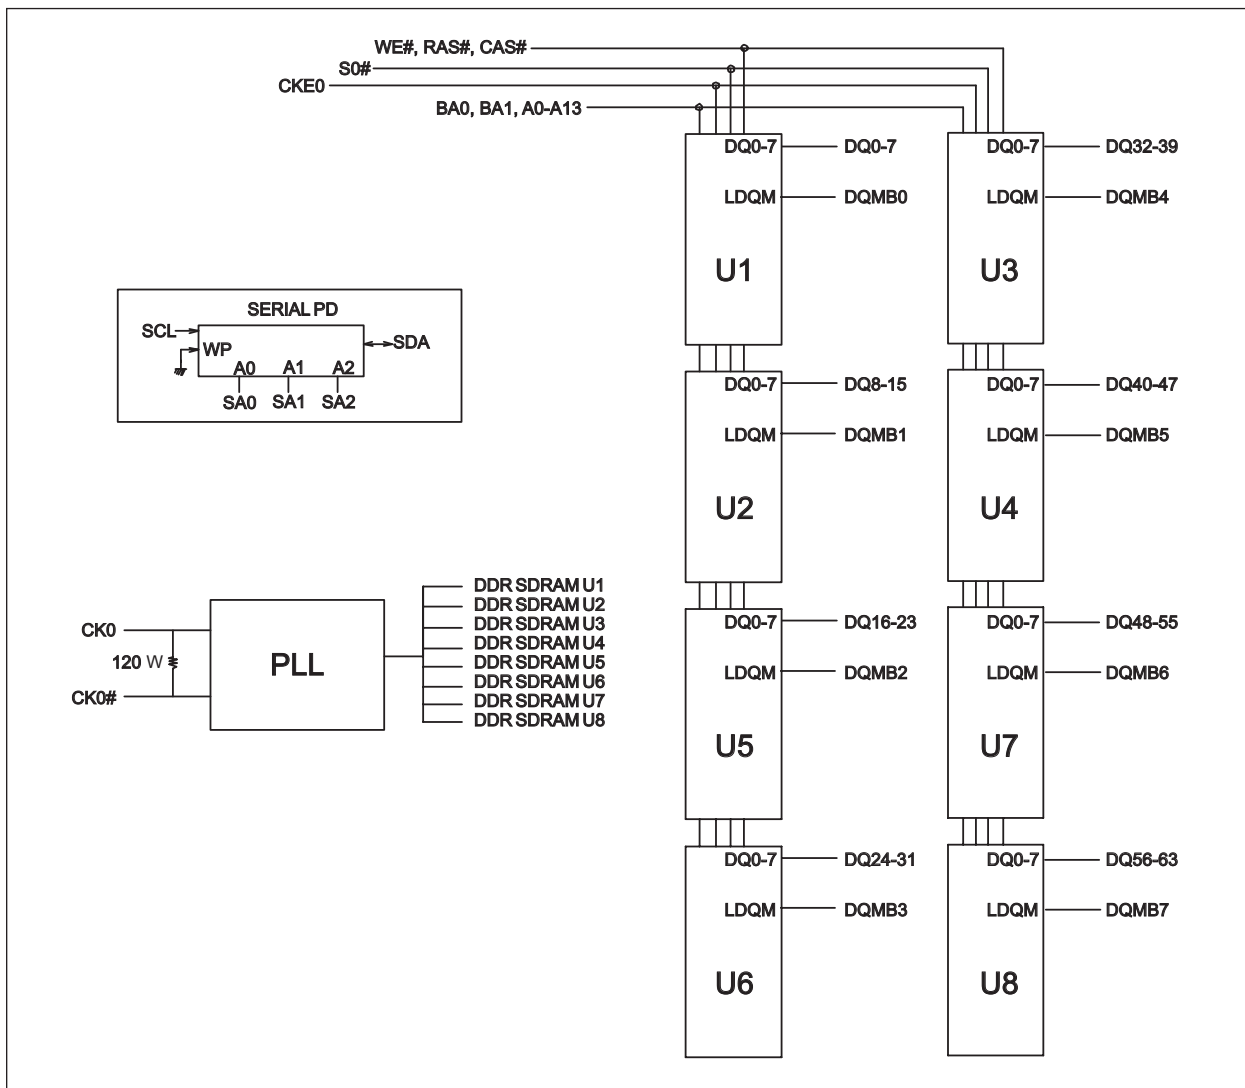 WE#, RAS#, CAS#
S0#
CKE0
BA0, BA1, A0-A13
DQ0-7 DQ0-7
LDQM DQMB0
U1
DQ0-7 DQ32-39
LDQM DQMB4
U3
SERIAL PD
SCL
WP
SDA
A0 A1 A2
SA0 SA1 SA2
DQ0-7 DQ8-15
LDQM DQMB1
U2
DQ0-7 DQ40-47
LDQM DQMB5
U4
CK0
120 W
CK0#
PLL
DDR SDRAM U1
DDR SDRAM U2
DDR SDRAM U3
DDR SDRAM U4
DDR SDRAM U5
DDR SDRAM U6
DDR SDRAM U7
DDR SDRAM U8
DQ0-7 DQ16-23
LDQM DQMB2
U5
DQ0-7 DQ48-55
LDQM DQMB6
U7
DQ0-7 DQ24-31
LDQM DQMB3
U6
DQ0-7 DQ56-63
LDQM DQMB7
U8